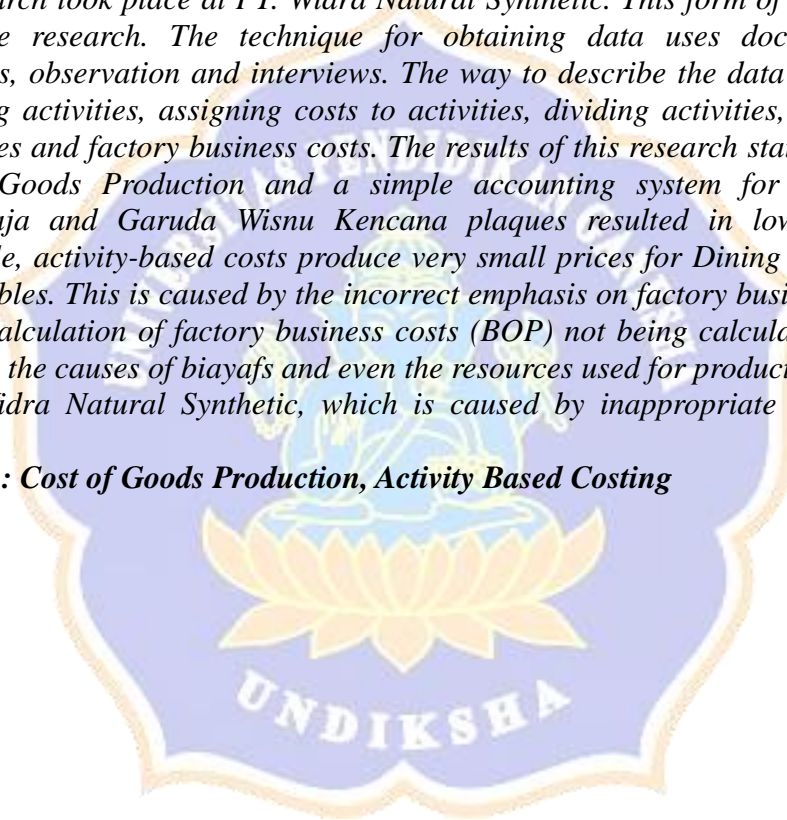 arch took place at PT. Widra Natural Synthetic. This form of
e research. The technique for obtaining data uses doc
s, observation and interviews. The way to describe the data
g activities, assigning costs to activities, dividing activities,
es and factory business costs. The results of this research sta
Goods Production and a simple accounting system for
uja and Garuda Wisnu Kencana plaques resulted in low
le, activity-based costs produce very small prices for Dining
bles. This is caused by the incorrect emphasis on factory busi
alculation of factory business costs (BOP) not being calcula
the causes of biayafs and even the resources used for product
idra Natural Synthetic, which is caused by inappropriate
: Cost of Goods Production, Activity Based Costing
UNIVERSITAS PENDIDIKAN GANESHA
UNDIKSHA